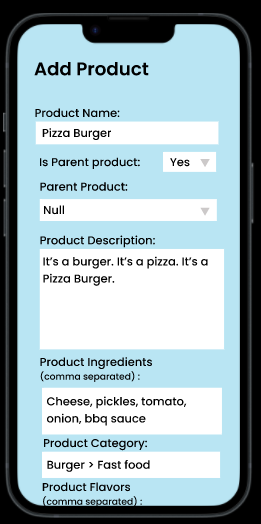 Add Product
Product Name:
Pizza Burger
Is Parent product:
Yes
Parent Product:
Null
Product Description:
It’s a burger. It’s a pizza. It’s a
Pizza Burger.
Product Ingredients
(comma separated) :
Cheese, pickles, tomato,
onion, bbq sauce
Product Category:
Burger > Fast food
Product Flavors
(comma separated) :